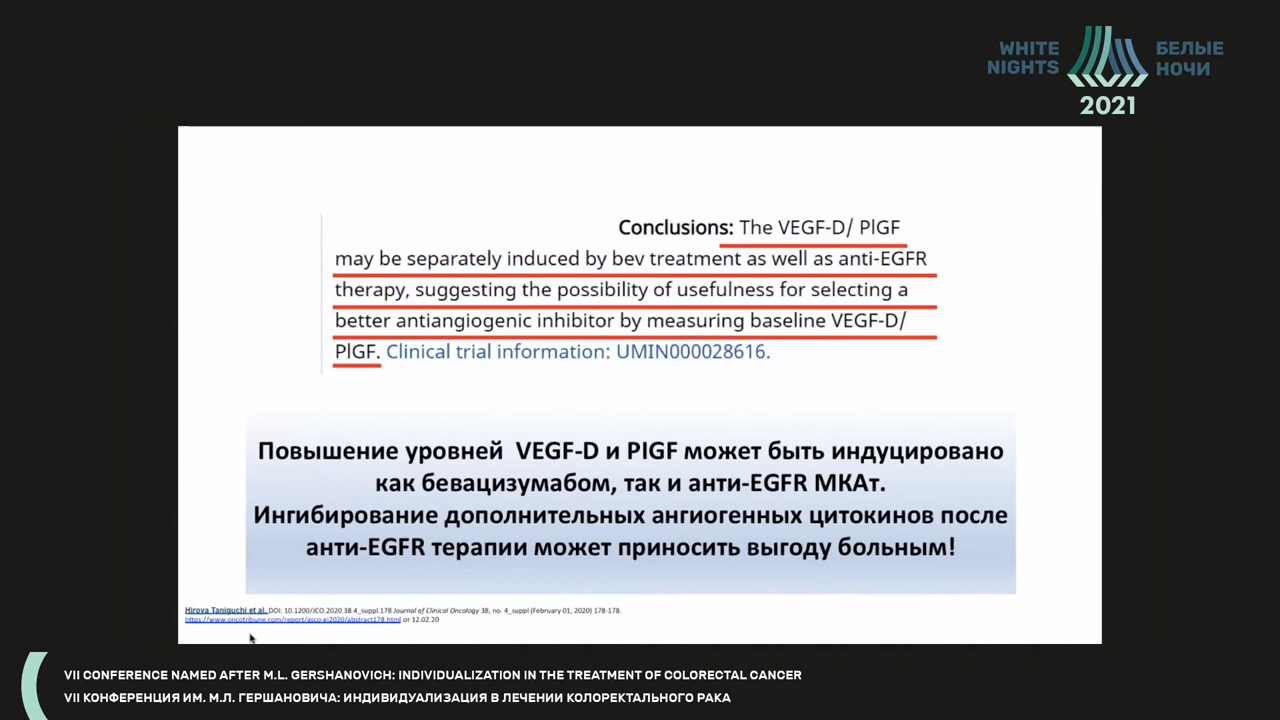 WHITE
NIGHTS
БЕЛЫЕ
НОЧИ
2021
Conclusions: The VEGF-D/ PlGF
may be separately induced by bev treatment as well as anti-EGFR
therapy, suggesting the possibility of usefulness for selecting a
better antiangiogenic inhibitor by measuring baseline VEGF-D/
PlGF. Clinical trial information: UMIN000028616.
Повышение уровней VEGF-D и PIGF может быть индуцировано
как бевацизумабом, так и анти-EGFR МКАт.
Ингибирование дополнительных ангиогенных цитокинов после
анти-EGFR терапии может приносить выгоду больным!
Hiroya Taniguchi et al. DOI: 10.1200/JCO.2020.38.4_suppl.178 Journal of Clinical Oncology 38, no. 4_suppl (February 01, 2020) 178-178.
https://www.oncotribune.com/report/asco-gi2020/abstract178.html от 12.02.20
VII CONFERENCE NAMED AFTER M.L. GERSHANOVICH: INDIVIDUALIZATION IN THE TREATMENT OF COLORECTAL CANCER
VII КОНФЕРЕНЦИЯ ИМ. М.Л. ГЕРШАНОВИЧА: ИНДИВИДУАЛИЗАЦИЯ В ЛЕЧЕНИИ КОЛОРЕКТАЛЬНОГО РАКА